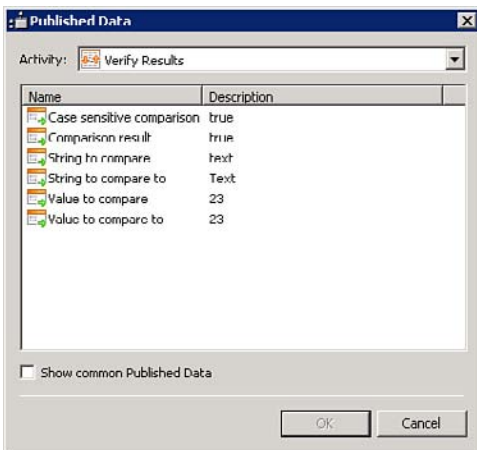 Published Data
Activity: Verify Results
Name Description
Case sensitive comparison true
Comparison result true
String to compare text
String to compare to Text
Value to compare 23
Value to compare to 23
Show common Published Data
OK Cancel